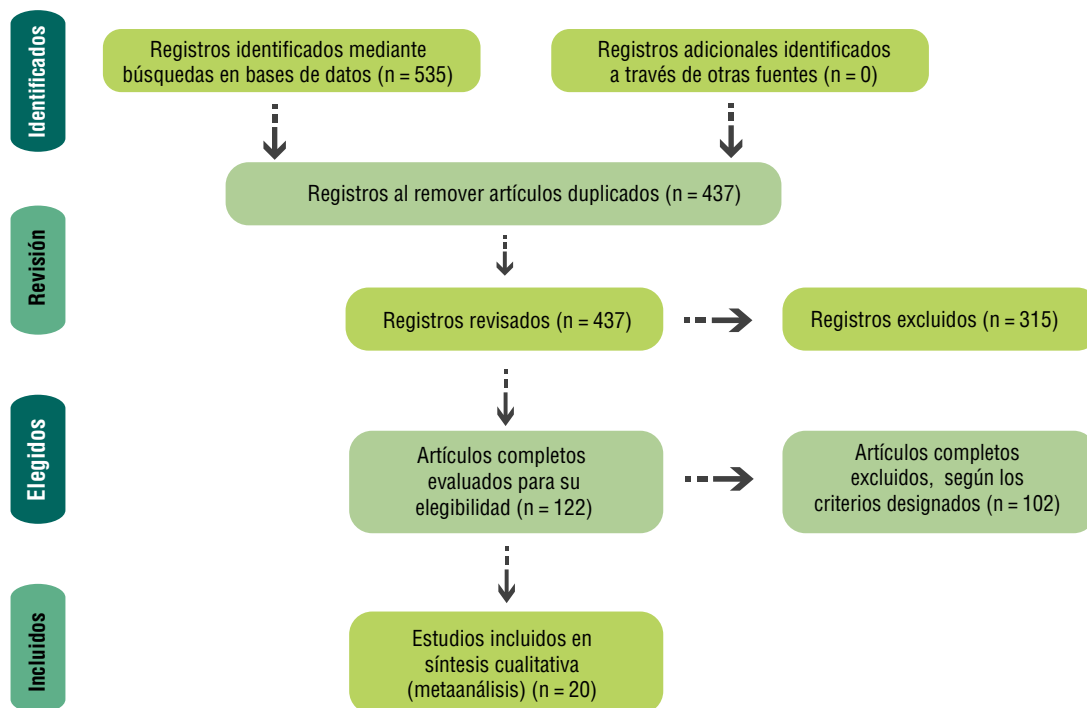 Identificados
Registros identificados mediante
búsquedas en bases de datos (n = 535)
Registros adicionales identificados
a través de otras fuentes (n = 0)
Registros al remover artículos duplicados (n = 437)
Revisión
Registros revisados (n = 437)
Registros excluidos (n = 315)
Elegidos
Artículos completos
evaluados para su
elegibilidad (n = 122)
Artículos completos
excluidos, según los
criterios designados (n = 102)
Incluidos
Estudios incluidos en
síntesis cualitativa
(metaanálisis) (n = 20)